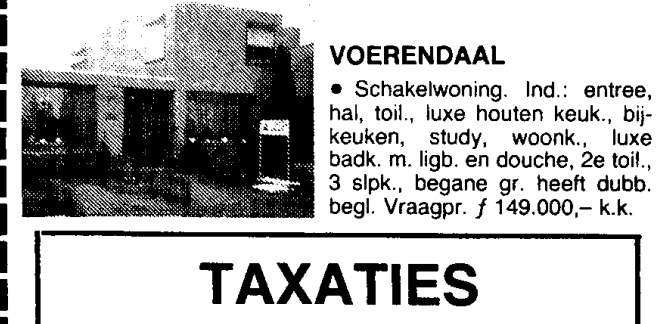 VOERENDAAL
• Schakelwoning. Ind.: entree,
hal, toil., luxe houten keuk., bij-
keuken, study, woonk., luxe
badk. m. ligb. en douche, 2e toil.,
3 slpk., begane gr. heeft dubb.
begl. Vraagpr. ƒ 149.000,– k.k.
TAXATIES